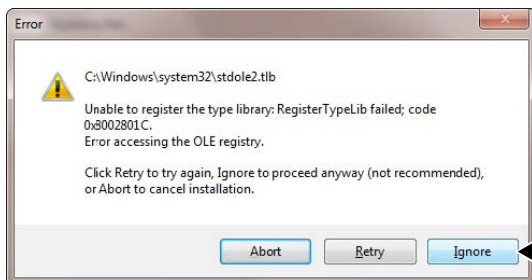 Error
C:\Windows\system32\stdole2.tlb
Unable to register the type library: RegisterTypeLib failed; code
0x8002801C.
Error accessing the OLE registry.
Click Retry to try again, Ignore to proceed anyway (not recommended),
or Abort to cancel installation.
Abort Retry Ignore